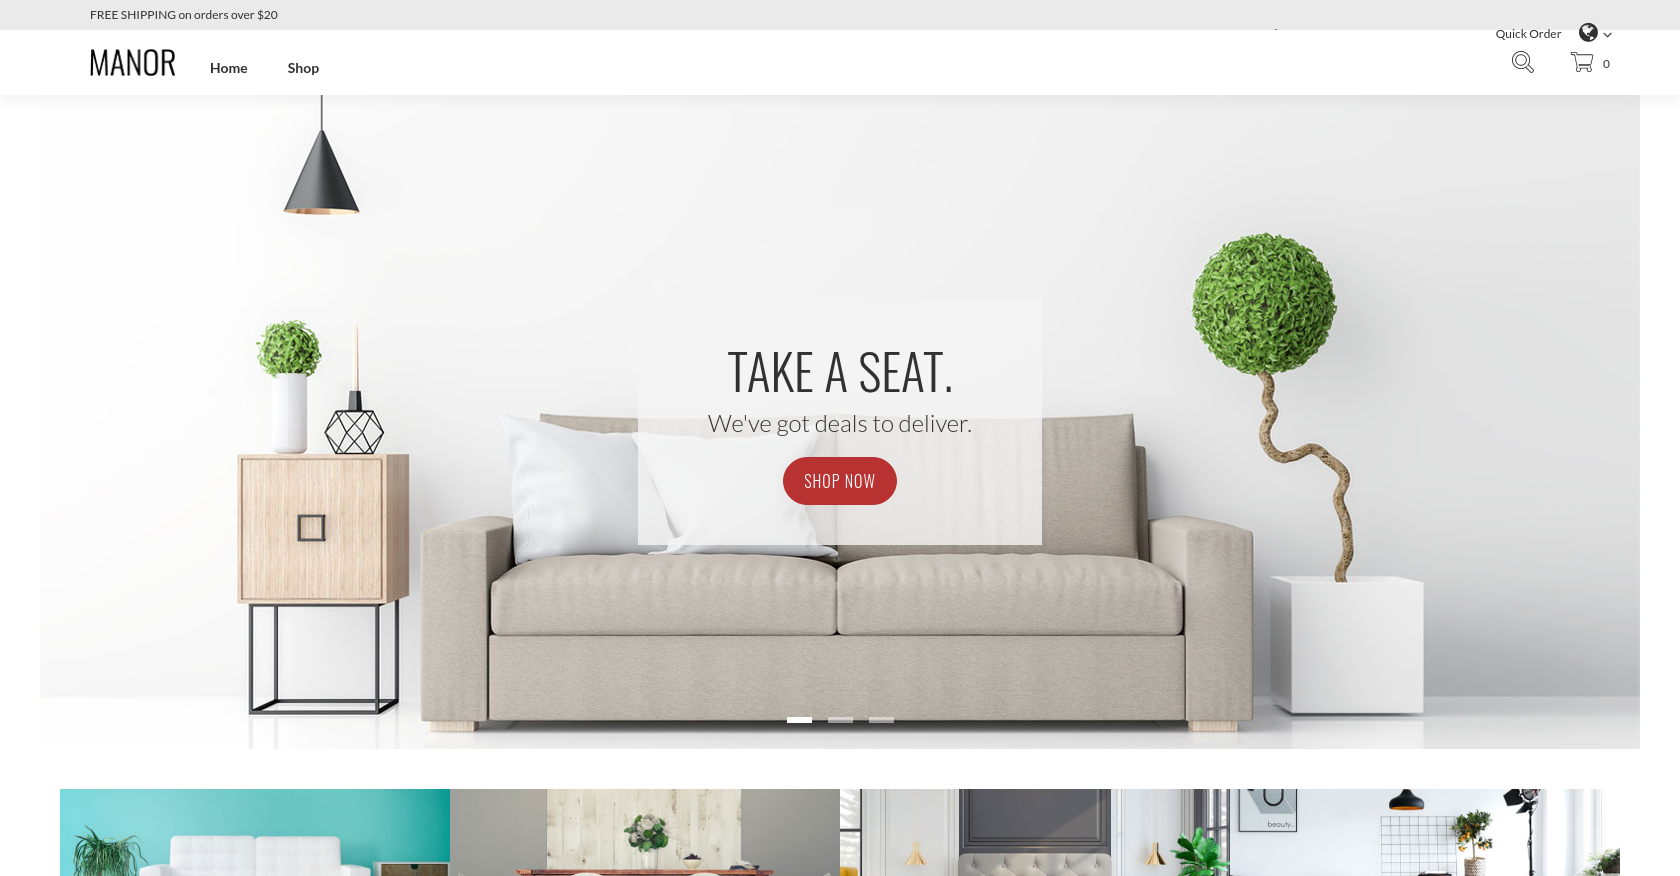 FREE SHIPPING on orders over $20
Quick Order
MANOR
Home
Shop
0
TAKE A SEAT.
We've got deals to deliver.
SHOP NOW
U
beauty.